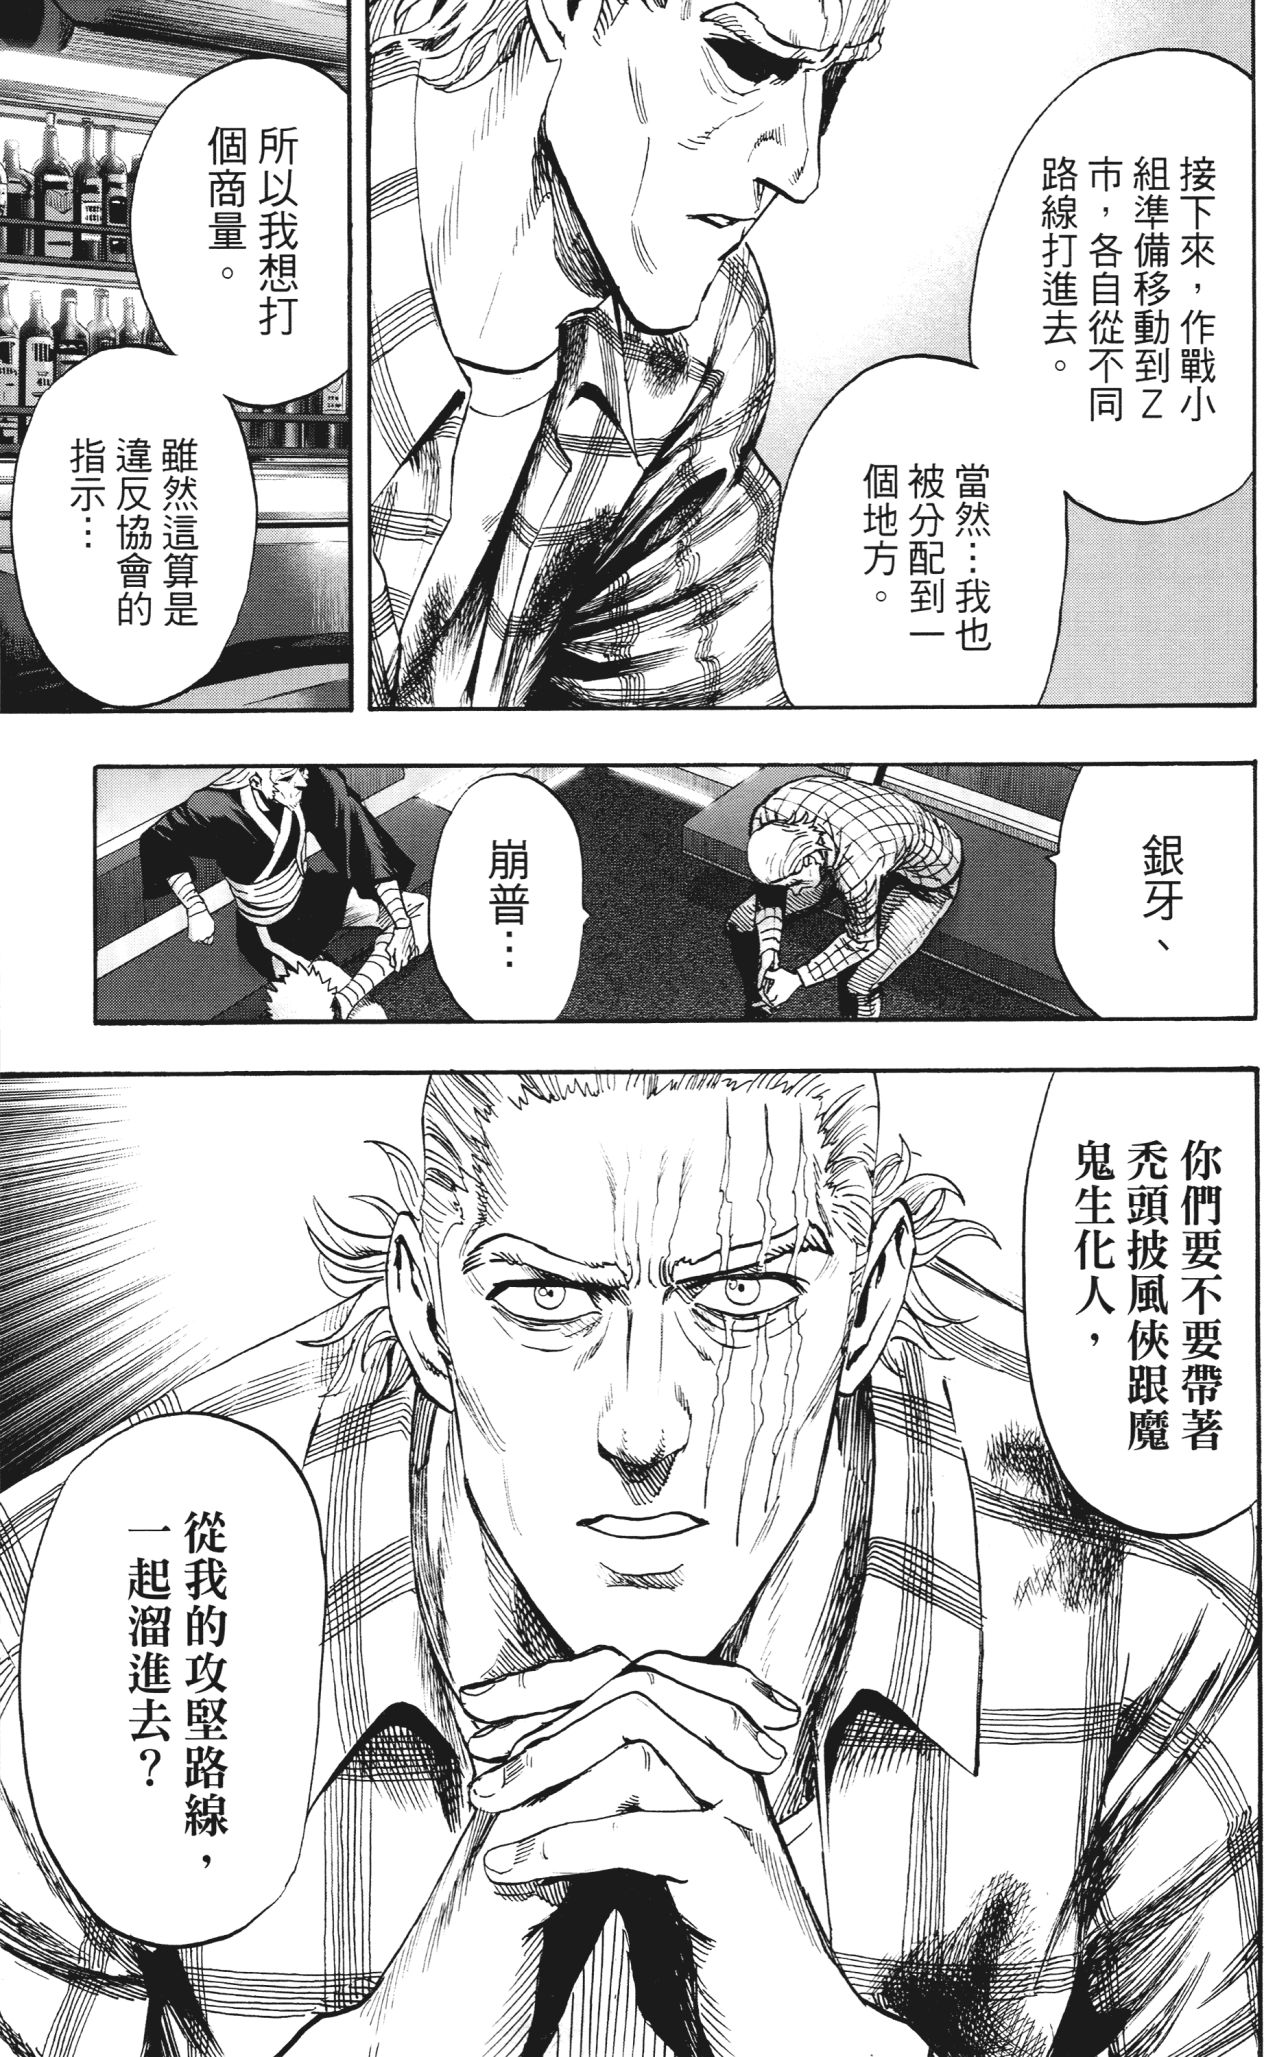 接下來，作戰小
組準備移動到Z
市，各自從不同
路線打進去。
當然…我也
被分配到一
個地方。
所以我想打
個商量。
雖然這算是
違反協會的
指示…
銀牙、
崩普…
你們要不要帶著
禿頭披風俠跟魔
鬼生化人，
從我的攻堅路線，
一起溜進去？